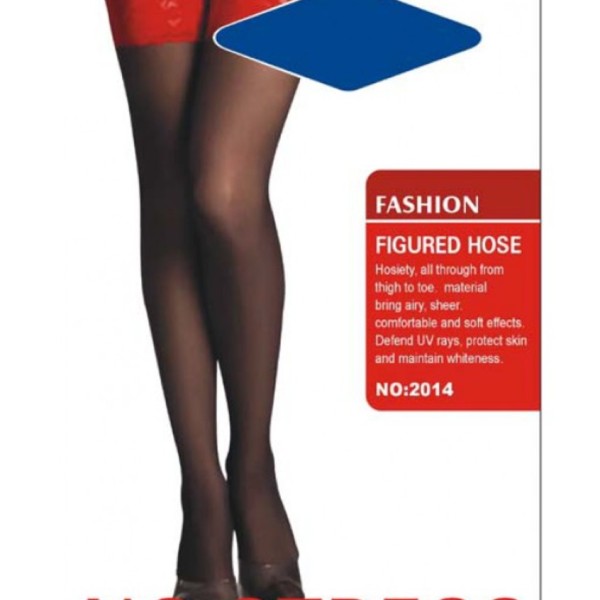 FASHION
FIGURED HOSE
Hosiety, all through from
thigh to toe. material
bring airy, sheer.
comfortable and soft effects.
Defend UV rays, protect skin
and maintain whiteness.
NO:2014